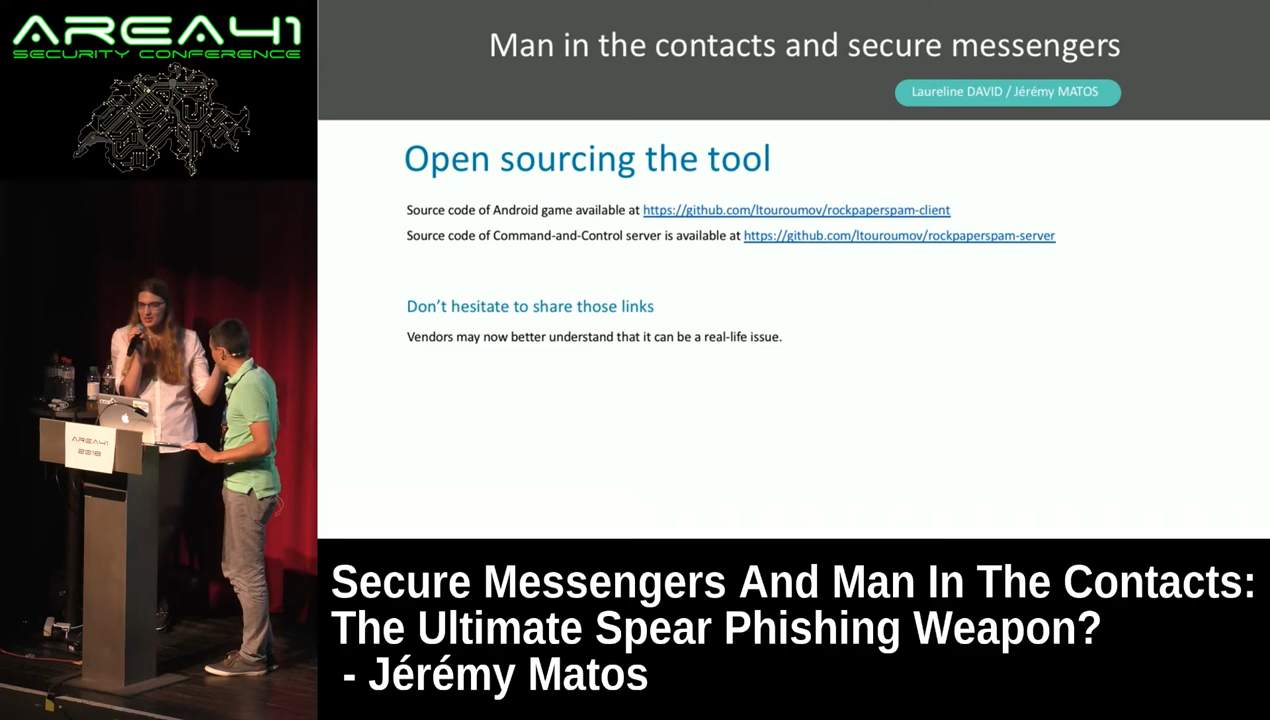 AREA41
SECURITY CONFERENCE
Man in the contacts and secure messengers
Laureline DAVID / Jérémy MATOS
Open sourcing the tool
Source code of Android game available at https://github.com/ltouroumov/rockpaperspam-client
Source code of Command-and-Control server is available at https://github.com/ltouroumov/rockpaperspam-server
Don't hesitate to share those links
Vendors may now better understand that it can be a real-life issue.
AREA41
2018
Secure Messengers And Man In The Contacts:
The Ultimate Spear Phishing Weapon?
- Jérémy Matos